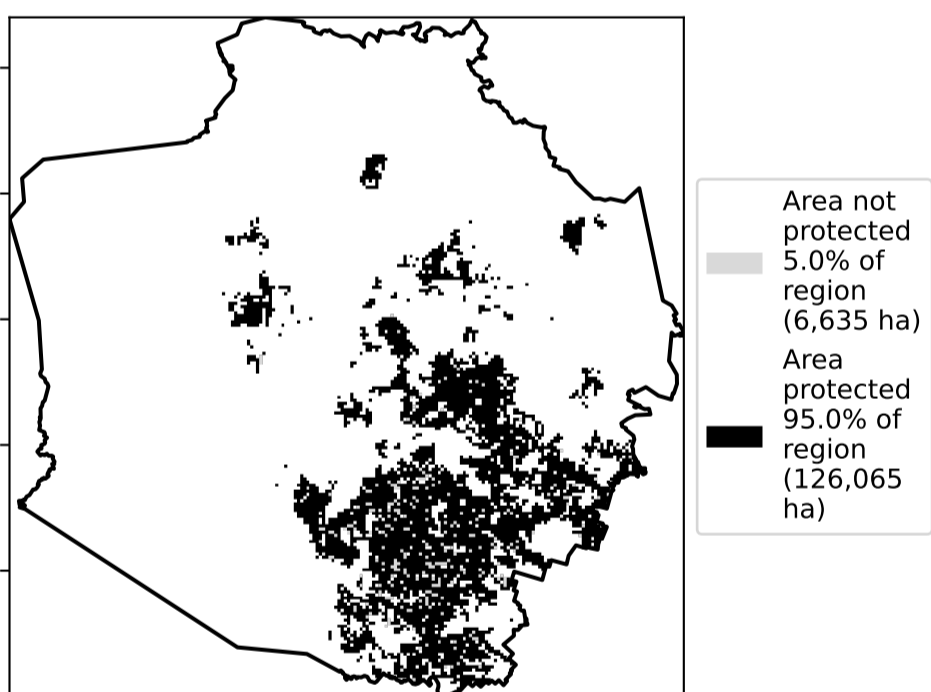 Area not
protected
5.0% of
region
(6,635 ha)
Area
protected
95.0% of
region
(126,065
ha)